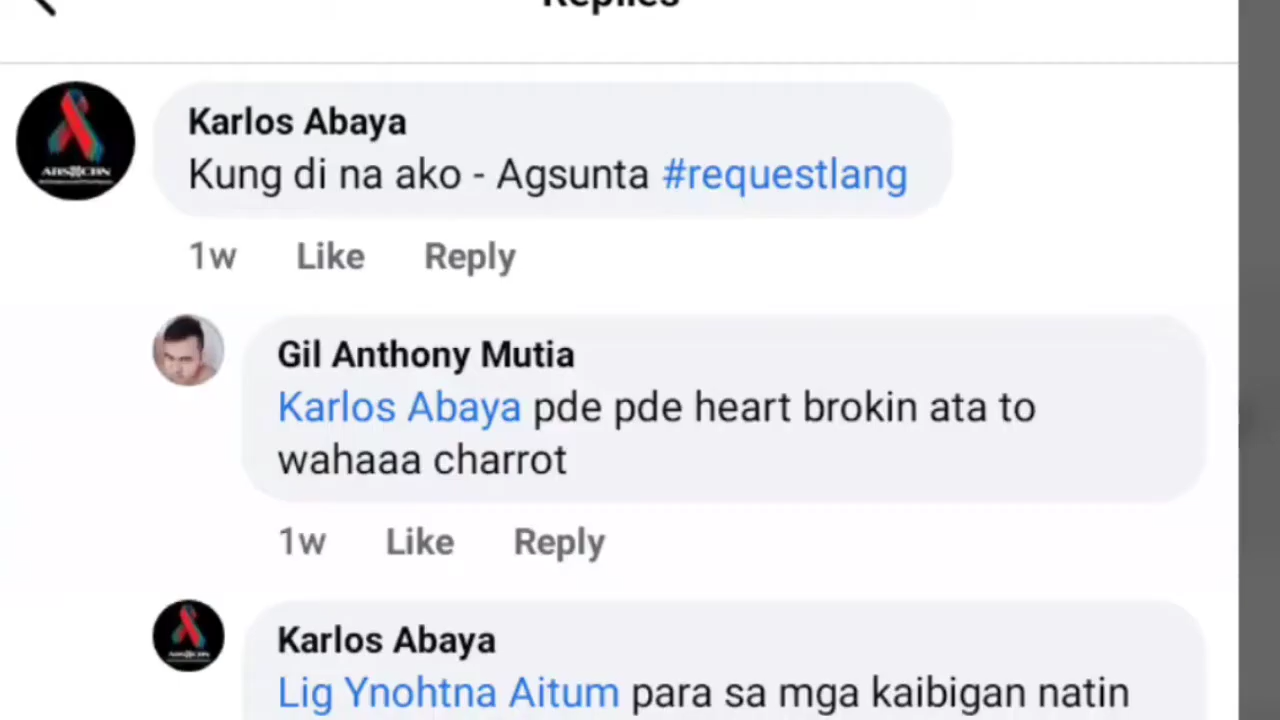 Replies
Karlos Abaya
Kung di na ako - Agsunta #requestlang
1w Like Reply
Gil Anthony Mutia
Karlos Abaya pde pde heart brokin ata to
wahaaa charrot
1w Like Reply
Karlos Abaya
Lig Ynohtna Aitum para sa mga kaibigan natin